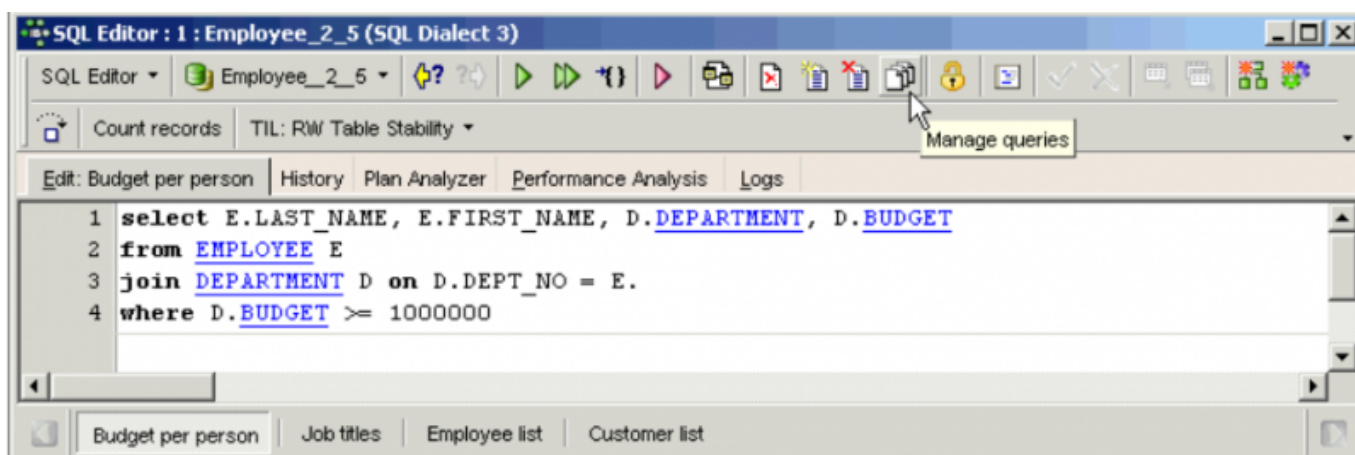 SQL Editor : 1 : Employee_2_5 (SQL Dialect 3)
SQL Editor Employee_2_5
Count records TIL: RW Table Stability
Manage queries
Edit: Budget per person History Plan Analyzer Performance Analysis Logs
1 select E.LAST_NAME, E.FIRST_NAME, D.DEPARTMENT, D.BUDGET
2 from EMPLOYEE E
3 join DEPARTMENT D on D.DEPT_NO = E.
4 where D.BUDGET >= 1000000
Budget per person Job titles Employee list Customer list